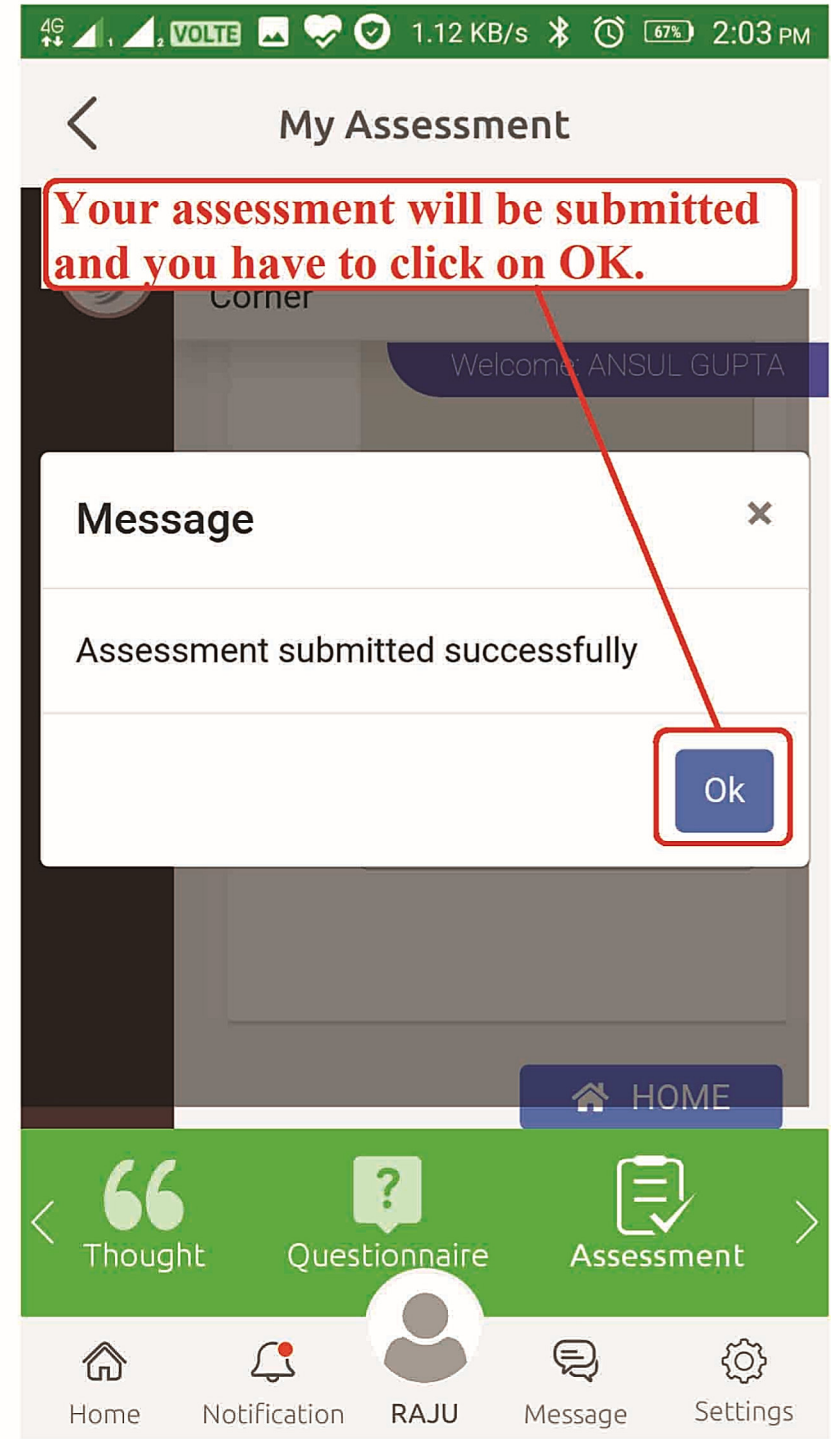 4G 1 2 VOLTE 1.12 KB/s 67% 2:03 PM
My Assessment
Your assessment will be submitted
and you have to click on OK.
Corner
Welcome: ANSUL GUPTA
Message ×
Assessment submitted successfully
Ok
HOME
Thought Questionnaire Assessment
Home Notification RAJU Message Settings